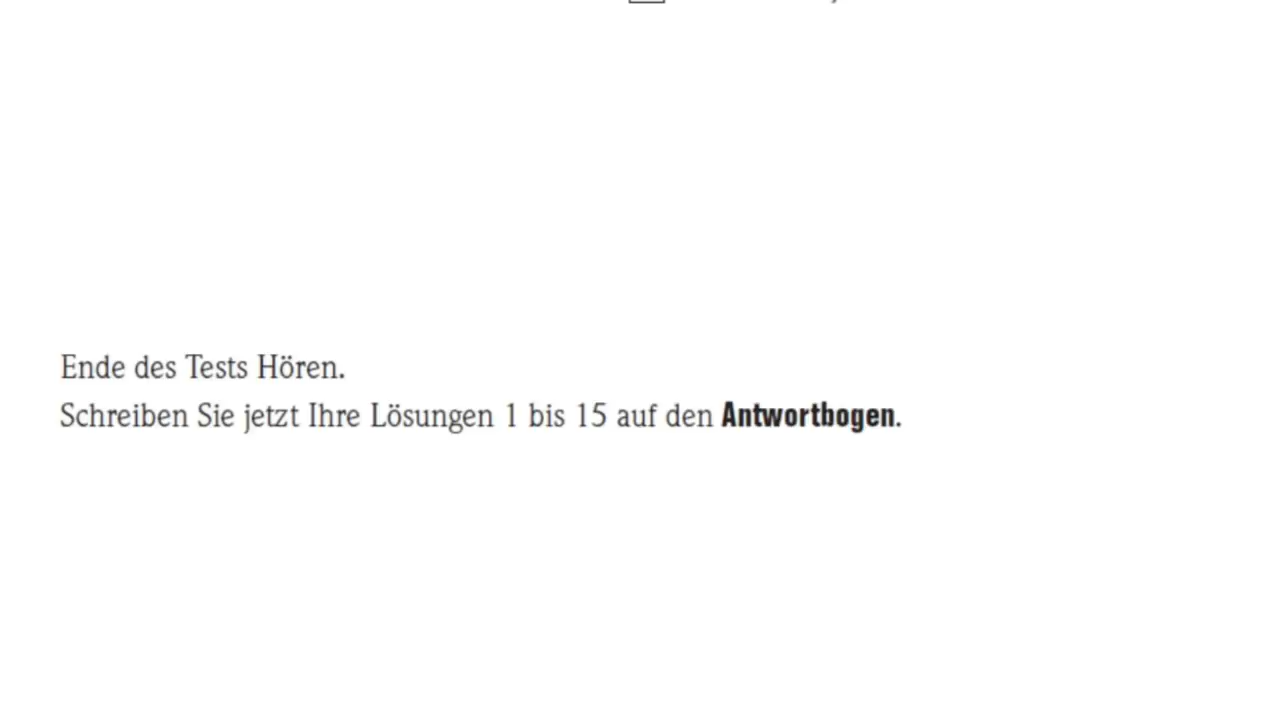 Ende des Tests Hören.
Schreiben Sie jetzt Ihre Lösungen 1 bis 15 auf den Antwortbogen.